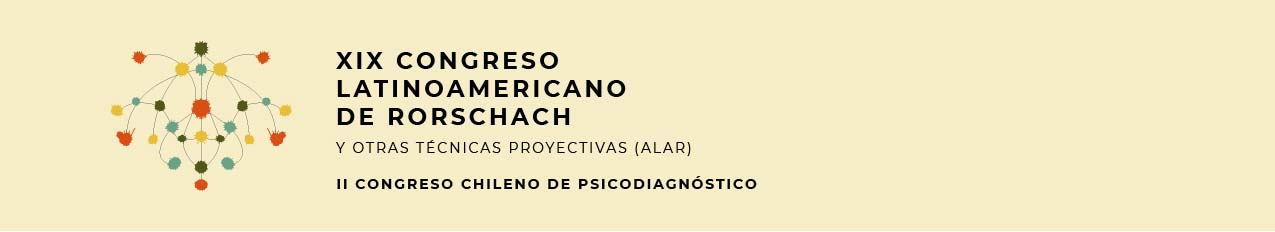 XIX CONGRESO
LATINOAMERICANO
DE RORSCHACH
Y OTRAS TÉCNICAS PROYECTIVAS (ALAR)
II CONGRESO CHILENO DE PSICODIAGNÓSTICO